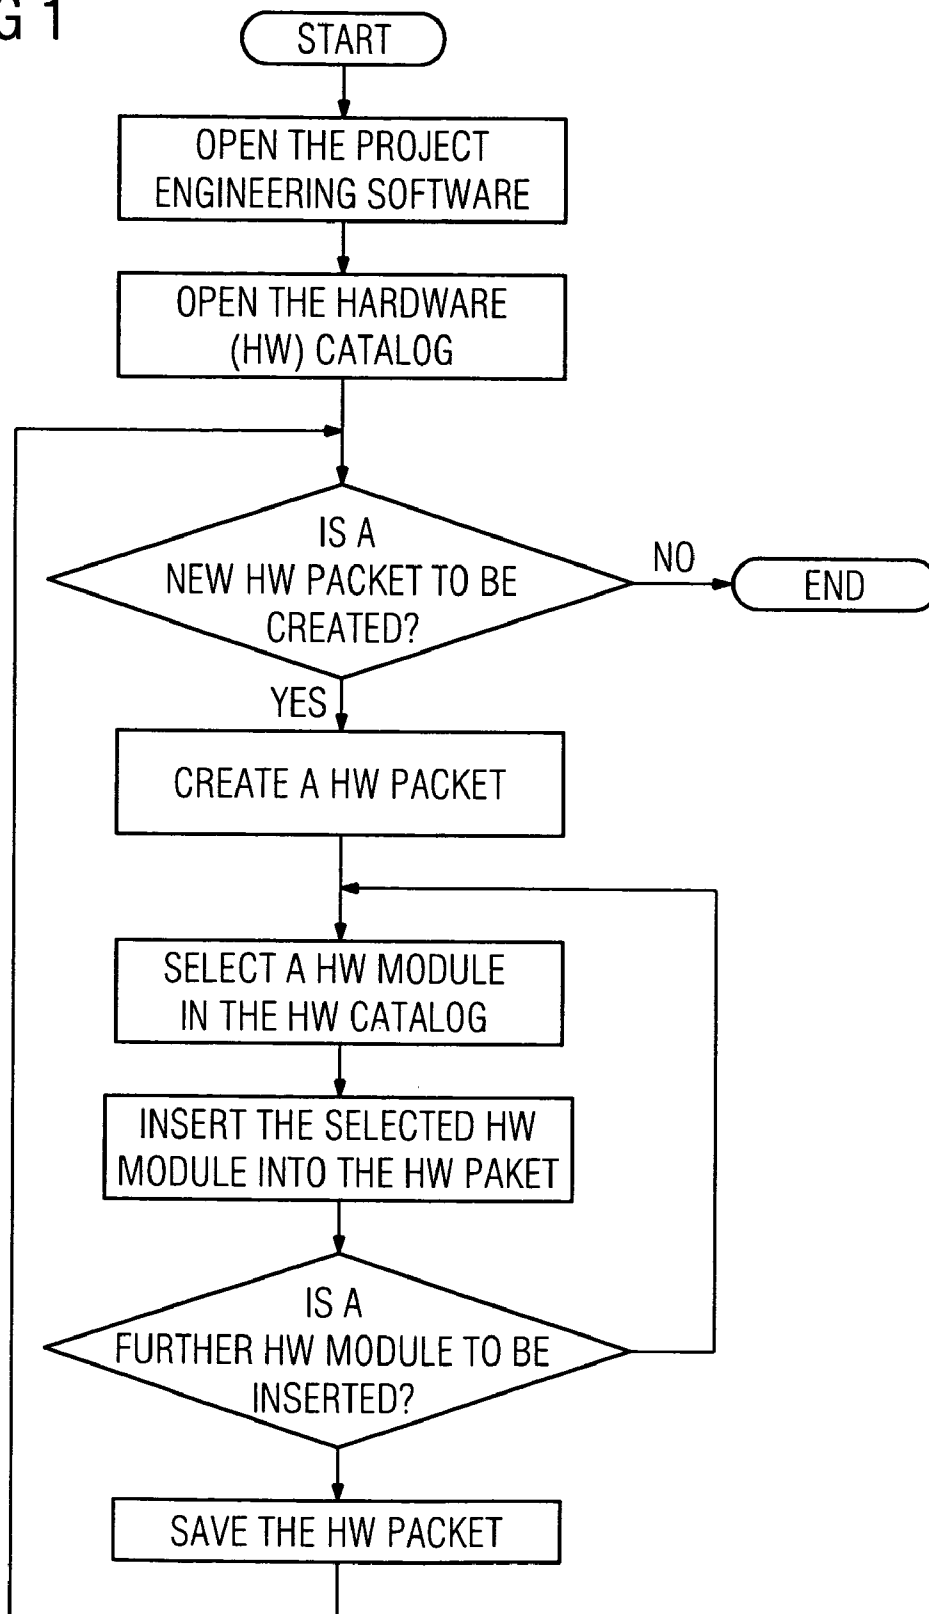 G 1
START
OPEN THE PROJECT
ENGINEERING SOFTWARE
OPEN THE HARDWARE
(HW) CATALOG
IS A
NEW HW PACKET TO BE
CREATED?
NO
END
YES
CREATE A HW PACKET
SELECT A HW MODULE
IN THE HW CATALOG
INSERT THE SELECTED HW
MODULE INTO THE HW PAKET
IS A
FURTHER HW MODULE TO BE
INSERTED?
SAVE THE HW PACKET